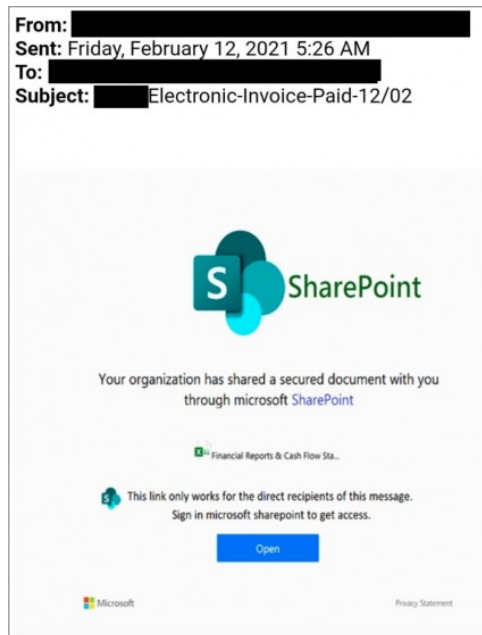 From:
Sent: Friday, February 12, 2021 5:26 AM
To:
Subject: Electronic-Invoice-Paid-12/02
S SharePoint
Your organization has shared a secured document with you
through microsoft SharePoint
Financial Reports & Cash Flow Sta...
This link only works for the direct recipients of this message.
Sign in microsoft sharepoint to get access.
Open
Microsoft Privacy Statement